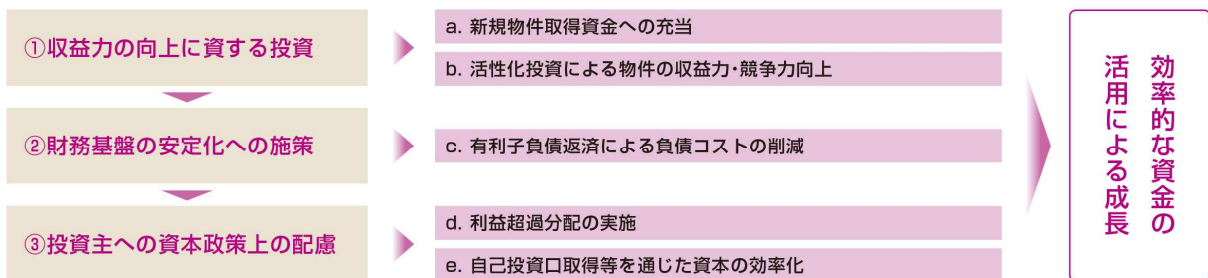 ①収益力の向上に資する投資
a. 新規物件取得資金への充当
b. 活性化投資による物件の収益力・競争力向上
②財務基盤の安定化への施策
c. 有利子負債返済による負債コストの削減
③投資主への資本政策上の配慮
d. 利益超過分配の実施
e. 自己投資口取得等を通じた資本の効率化
効率的な資金の
活用による成長